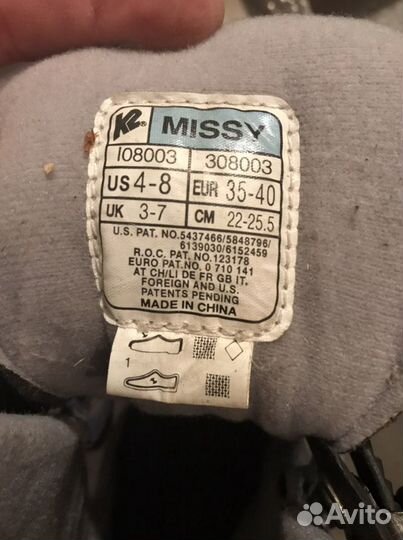 K2® MISSY
108003 308003
US 4-8 EUR 35-40
UK 3-7 CM 22-25.5
U.S. PAT. NO.5437466/5848796/
6139030/6152459
R.O.C. PAT NO.123178
EURO PAT.NO. 0 710 141
AT CH/LI DE FR GB IT.
FOREIGN AND U.S.
PATENTS PENDING
MADE IN CHINA
1
Avito